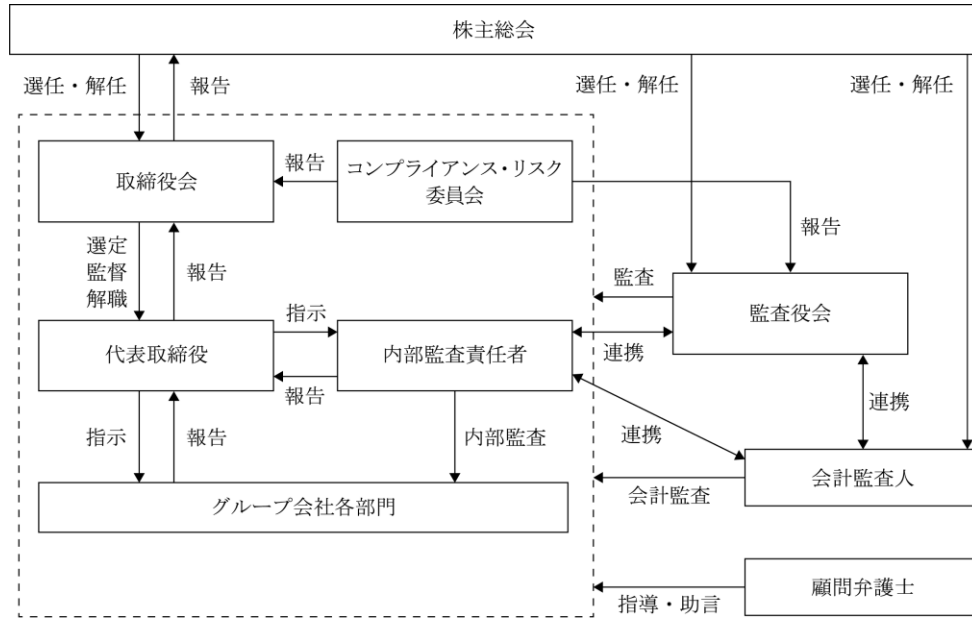 株主総会
選任・解任
報告
選任・解任
選任・解任
取締役会
報告
コンプライアンス・リスク
委員会
報告
選定
監督
解職
報告
監査
監査役会
指示
代表取締役
内部監査責任者
連携
報告
連携
指示
報告
内部監査
連携
会計監査人
会計監査
グループ会社各部門
顧問弁護士
指導・助言